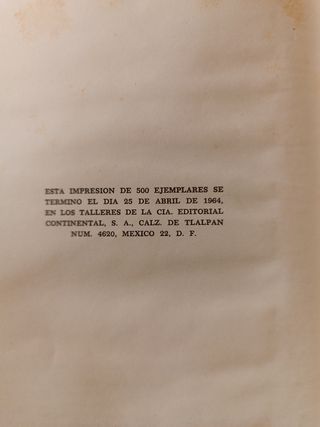 ESTA IMPRESION DE 500 EJEMPLARES SE
TERMINO EL DIA 25 DE ABRIL DE 1964,
EN LOS TALLERES DE LA CIA. EDITORIAL
CONTINENTAL, S. A., CALZ. DE TLALPAN
NUM. 4620, MEXICO 22, D. F.